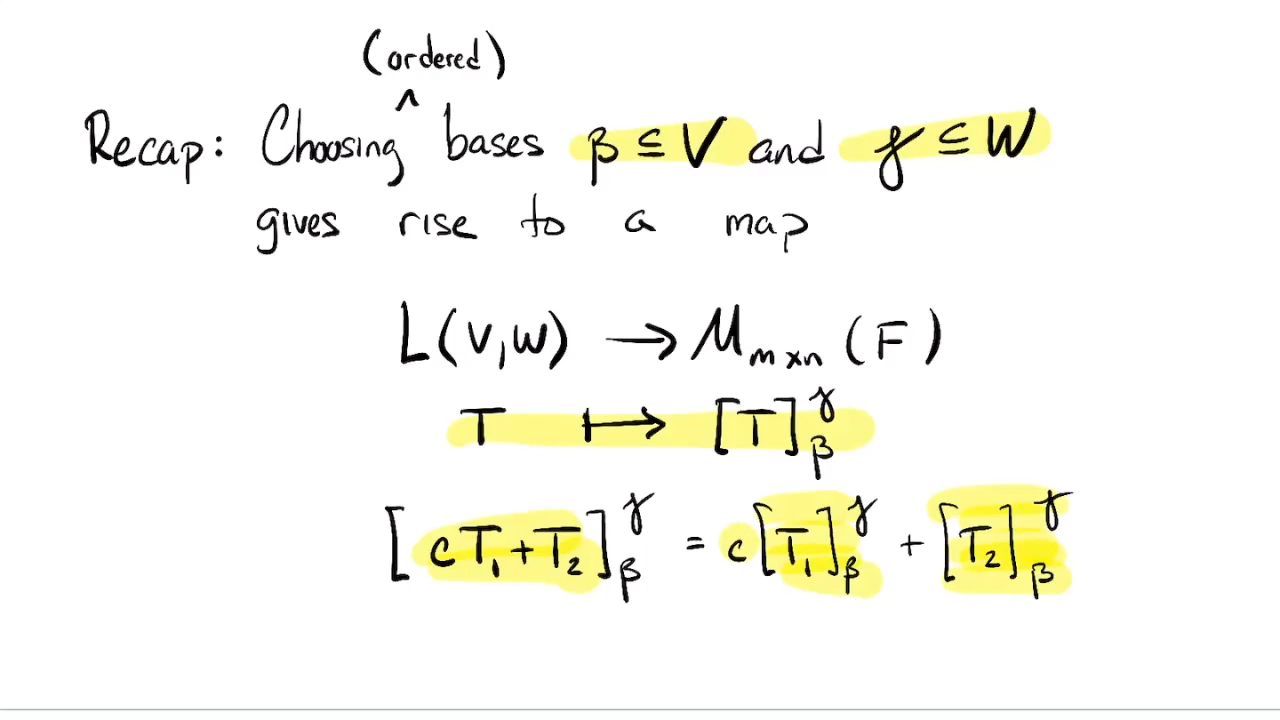 (ordered)
^
Recap: Choosing bases β ⊆ V and γ ⊆ W
gives rise to a map
L(V,W) → M_{m×n}(F)
T ↦ [T]_β^γ
[cT₁+T₂]_β^γ = c[T₁]_β^γ + [T₂]_β^γ